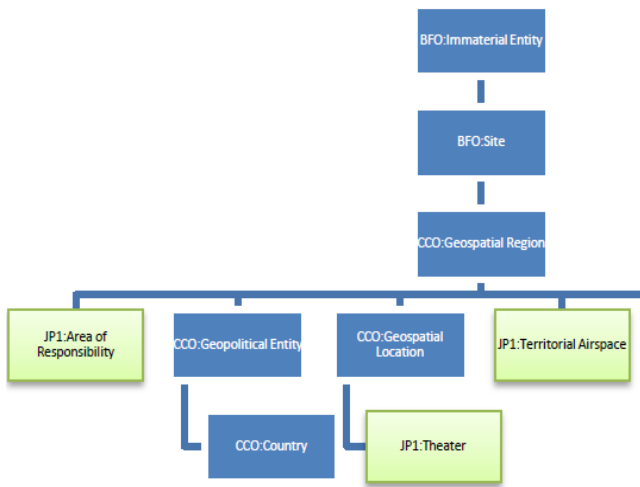 BFO:Immaterial Entity
BFO:Site
CCO:Geospatial Region
JP1:Area of
Responsibility
CCO:Geopolitical Entity
CCO:Geospatial
Location
JP1:Territorial Airspace
CCO:Country
JP1:Theater